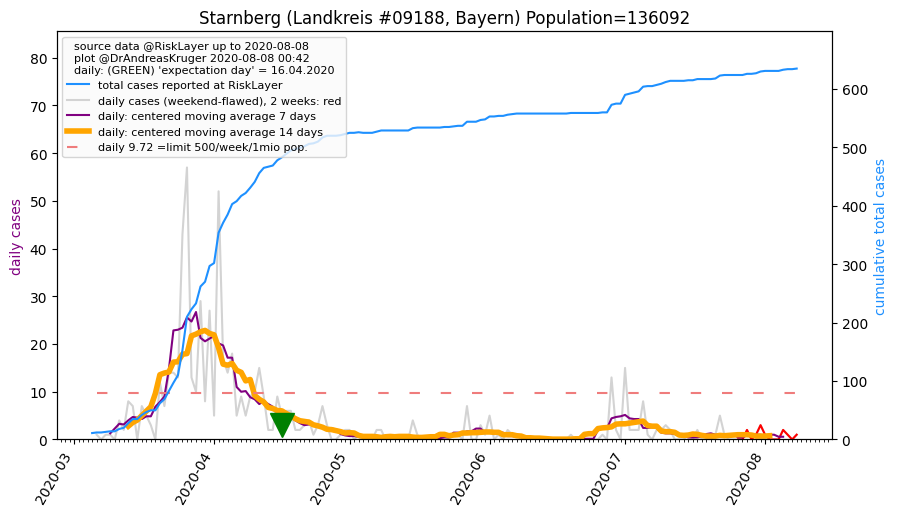 Starnberg (Landkreis #09188, Bayern) Population=136092
source data @RiskLayer up to 2020-08-08
plot @DrAndreasKruger 2020-08-08 00:42
daily: (GREEN) 'expectation day' = 16.04.2020
total cases reported at RiskLayer
daily cases (weekend-flawed), 2 weeks: red
daily: centered moving average 7 days
daily: centered moving average 14 days
daily 9.72 =limit 500/week/1mio pop.
daily cases
80
70
60
50
40
30
20
10
0
cumulative total cases
600
500
400
300
200
100
0
2020-03
2020-04
2020-05
2020-06
2020-07
2020-08